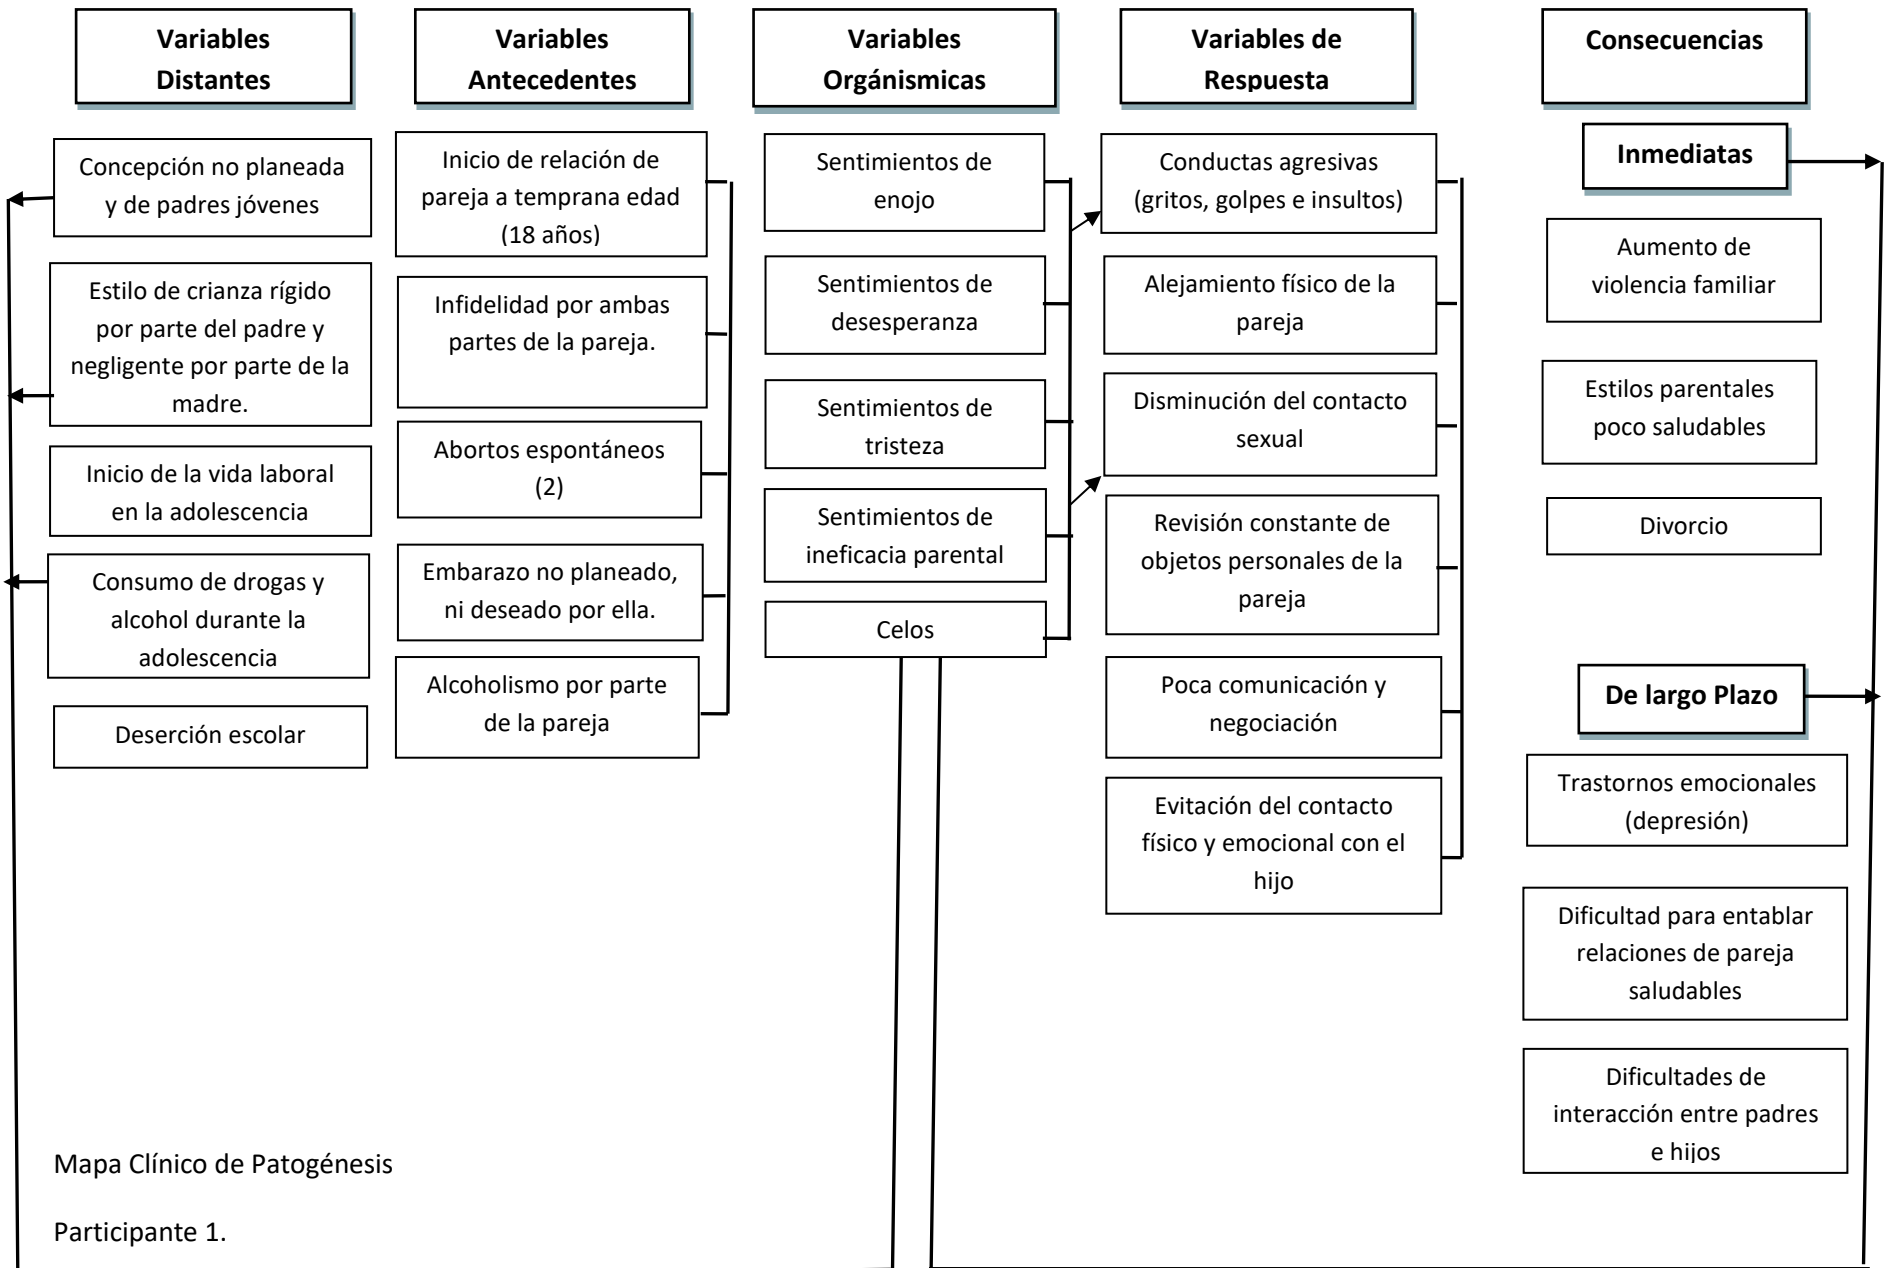 Variables
Distantes
Concepción no planeada
y de padres jóvenes
Estilo de crianza rígido
por parte del padre y
negligente por parte de la
madre.
Inicio de la vida laboral
en la adolescencia
Consumo de drogas y
alcohol durante la
adolescencia
Deserción escolar
Variables
Antecedentes
Inicio de relación de
pareja a temprana edad
(18 años)
Infidelidad por ambas
partes de la pareja.
Abortos espontáneos
(2)
Embarazo no planeado,
ni deseado por ella.
Alcoholismo por parte
de la pareja
Variables
Orgánismicas
Sentimientos de
enojo
Sentimientos de
desesperanza
Sentimientos de
tristeza
Sentimientos de
ineficacia parental
Celos
Variables de
Respuesta
Conductas agresivas
(gritos, golpes e insultos)
Alejamiento físico de la
pareja
Disminución del contacto
sexual
Revisión constante de
objetos personales de la
pareja
Poca comunicación y
negociación
Evitación del contacto
físico y emocional con el
hijo
Consecuencias
Inmediatas
Aumento de
violencia familiar
Estilos parentales
poco saludables
Divorcio
De largo Plazo
Trastornos emocionales
(depresión)
Dificultad para entablar
relaciones de pareja
saludables
Dificultades de
interacción entre padres
e hijos
Mapa Clínico de Patogénesis
Participante 1.